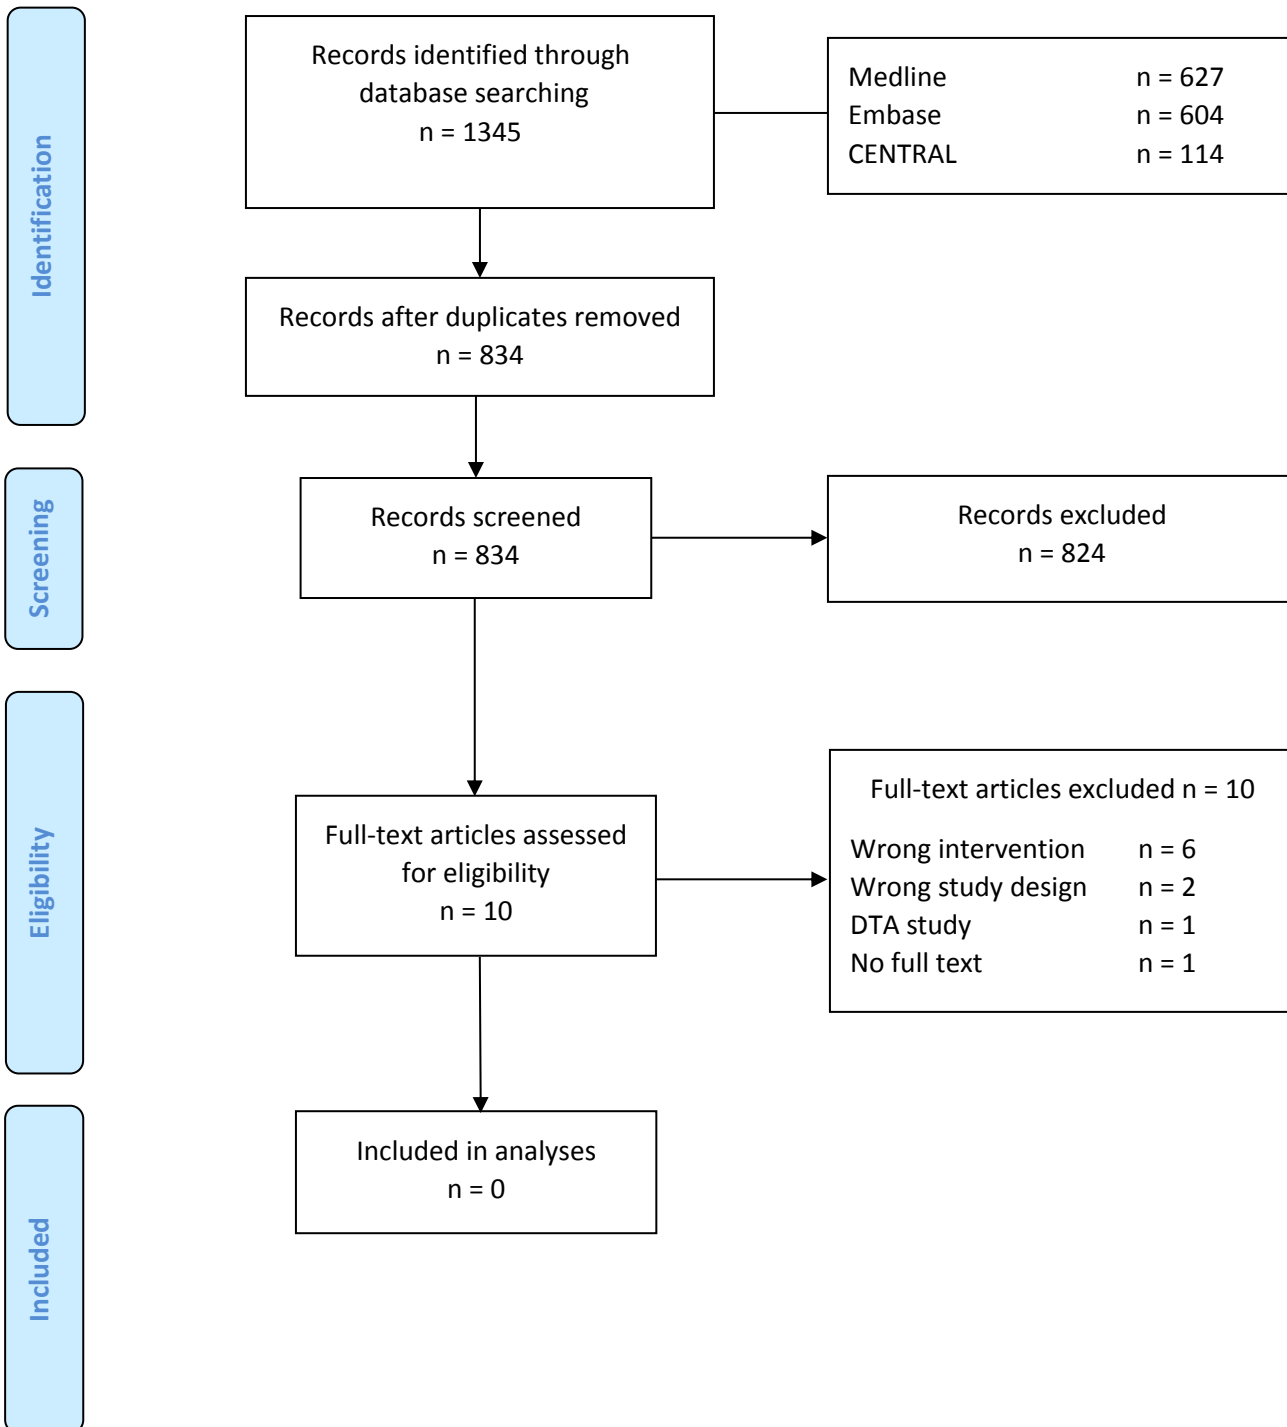 Identification
Records identified through
database searching
n = 1345
Medline n = 627
Embase n = 604
CENTRAL n = 114
Records after duplicates removed
n = 834
Screening
Records screened
n = 834
Records excluded
n = 824
Eligibility
Full-text articles assessed
for eligibility
n = 10
Full-text articles excluded n = 10
Wrong intervention n = 6
Wrong study design n = 2
DTA study n = 1
No full text n = 1
Included
Included in analyses
n = 0